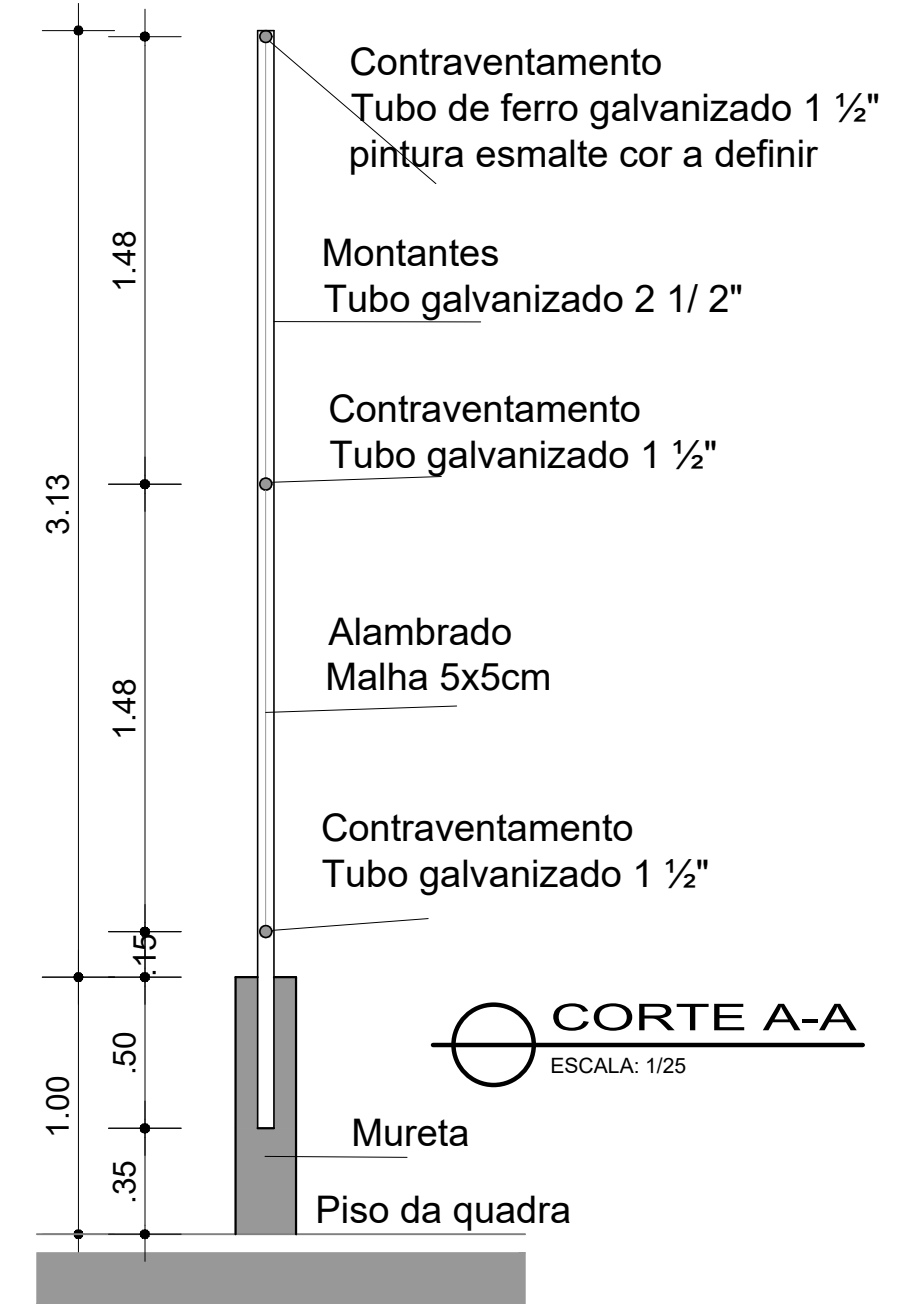 Contraventamento
Tubo de ferro galvanizado 1 ½"
pintura esmalte cor a definir
1.48
Montantes
Tubo galvanizado 2 1/ 2"
Contraventamento
Tubo galvanizado 1 ½"
3.13
Alambrado
Malha 5x5cm
1.48
Contraventamento
Tubo galvanizado 1 ½"
.15
CORTE A-A
ESCALA: 1/25
.50
1.00
Mureta
.35
Piso da quadra